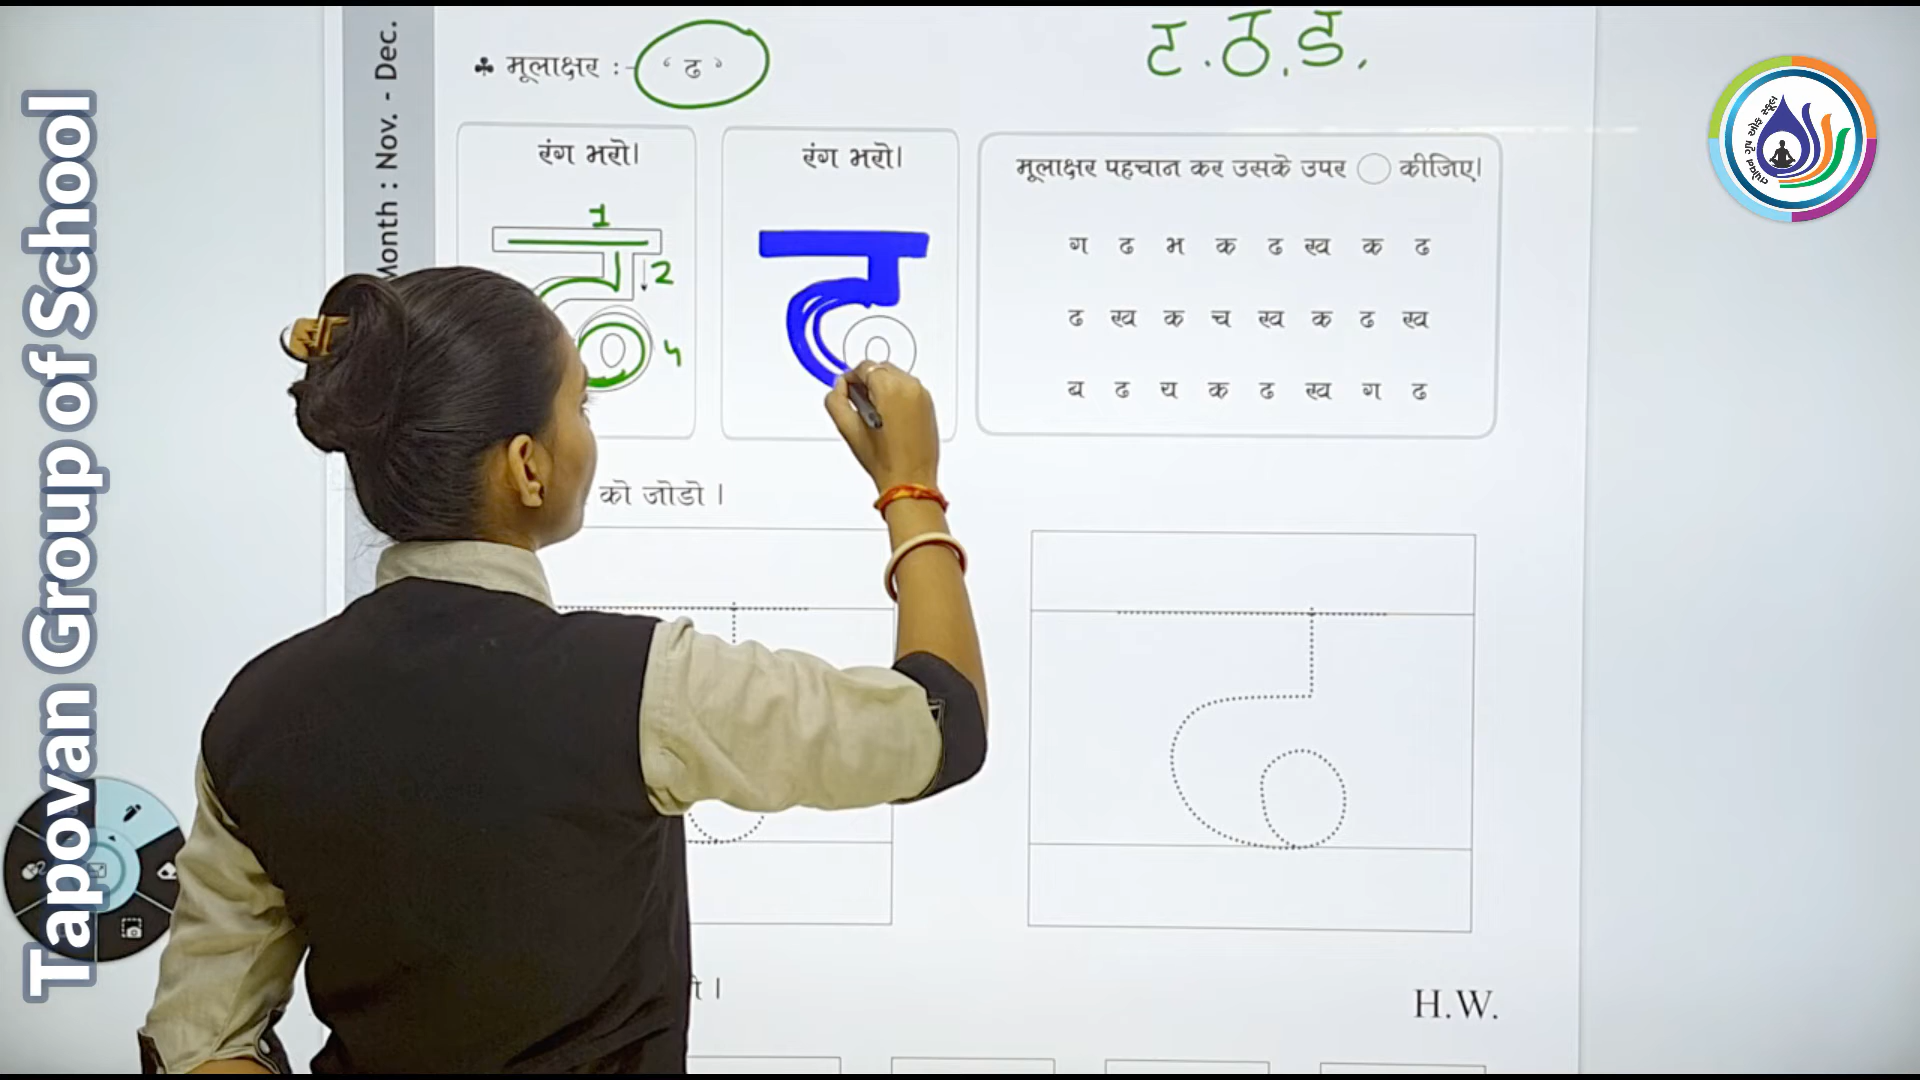 Tapovan Group of School
Month : Nov. - Dec.
♣ मूलाक्षर :- ‘ ढ ’
ट . ठ . ड .
रंग भरो।
1
2
4
रंग भरो।
मूलाक्षर पहचान कर उसके उपर ◯ कीजिए।
ग ढ भ क ढ ख क ढ
ढ ख क च ख क ढ ख
ब ढ य क ढ ख ग ढ
को जोडो ।
H.W.